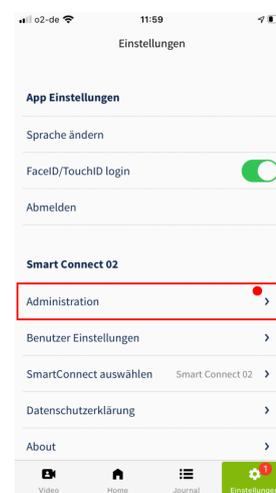 o2-de 11:59
Einstellungen
App Einstellungen
Sprache ändern
FaceID/TouchID login
Abmelden
Smart Connect 02
Administration
Benutzer Einstellungen
SmartConnect auswählen Smart Connect 02
Datenschutzerklärung
About
1
Video Home Journal Einstellungen